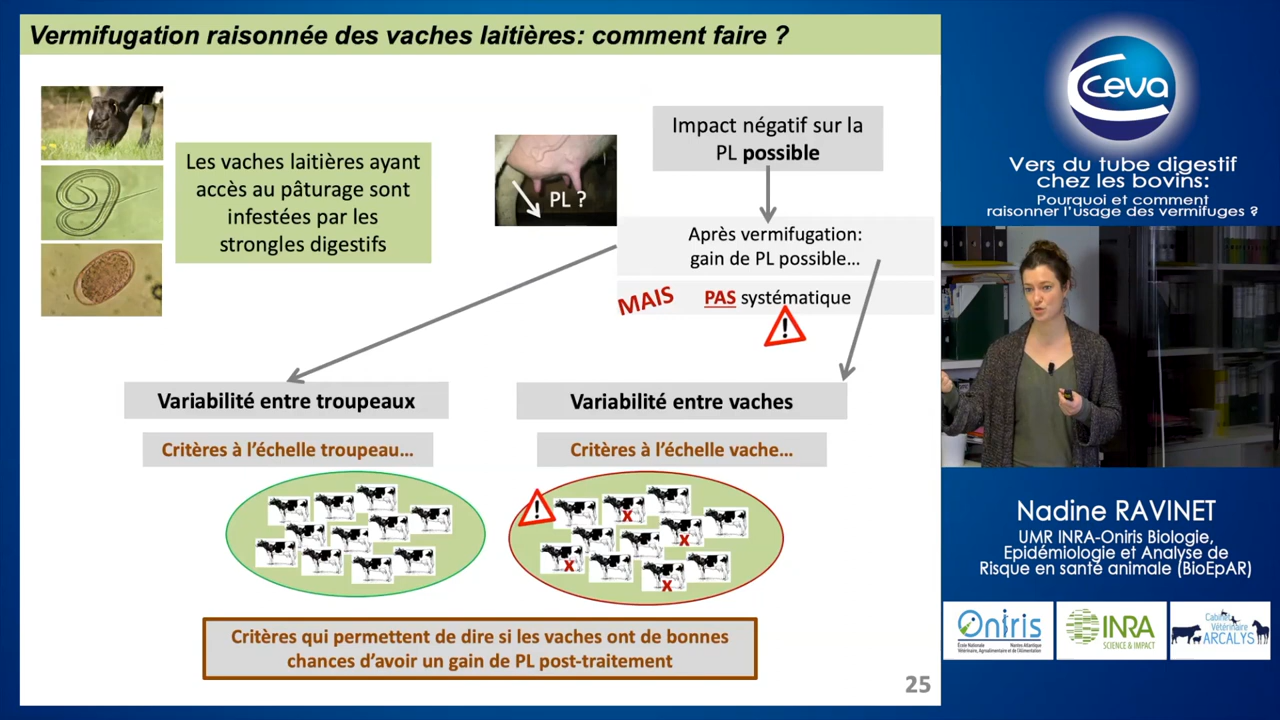 Vermifugation raisonnée des vaches laitières: comment faire ?
Les vaches laitières ayant
accès au pâturage sont
infestées par les
strongles digestifs
PL ?
Impact négatif sur la
PL possible
Après vermifugation:
gain de PL possible...
MAIS PAS systématique
!
Variabilité entre troupeaux
Critères à l'échelle troupeau...
Variabilité entre vaches
Critères à l'échelle vache...
!
x
x
x
x
Critères qui permettent de dire si les vaches ont de bonnes
chances d'avoir un gain de PL post-traitement
25
ceva
Vers du tube digestif
chez les bovins:
Pourquoi et comment
raisonner l'usage des vermifuges ?
Nadine RAVINET
UMR INRA-Oniris Biologie,
Epidémiologie et Analyse de
Risque en santé animale (BioEpAR)
Oniris
INRA
SCIENCE & IMPACT
Cabinet
Vétérinaire
ARCALYS